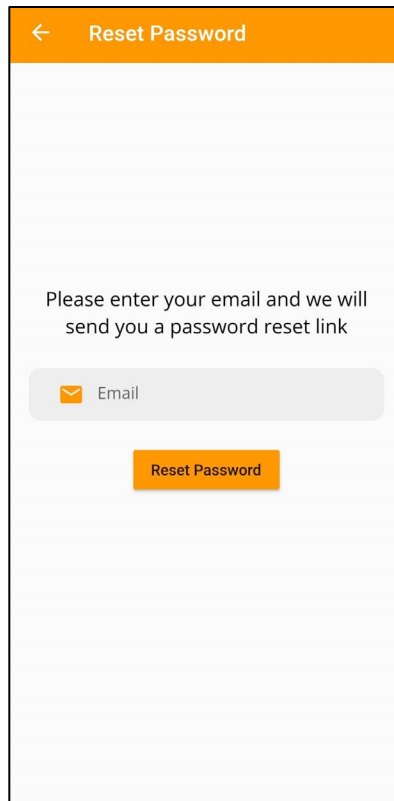 Reset Password
Please enter your email and we will
send you a password reset link
Email
Reset Password